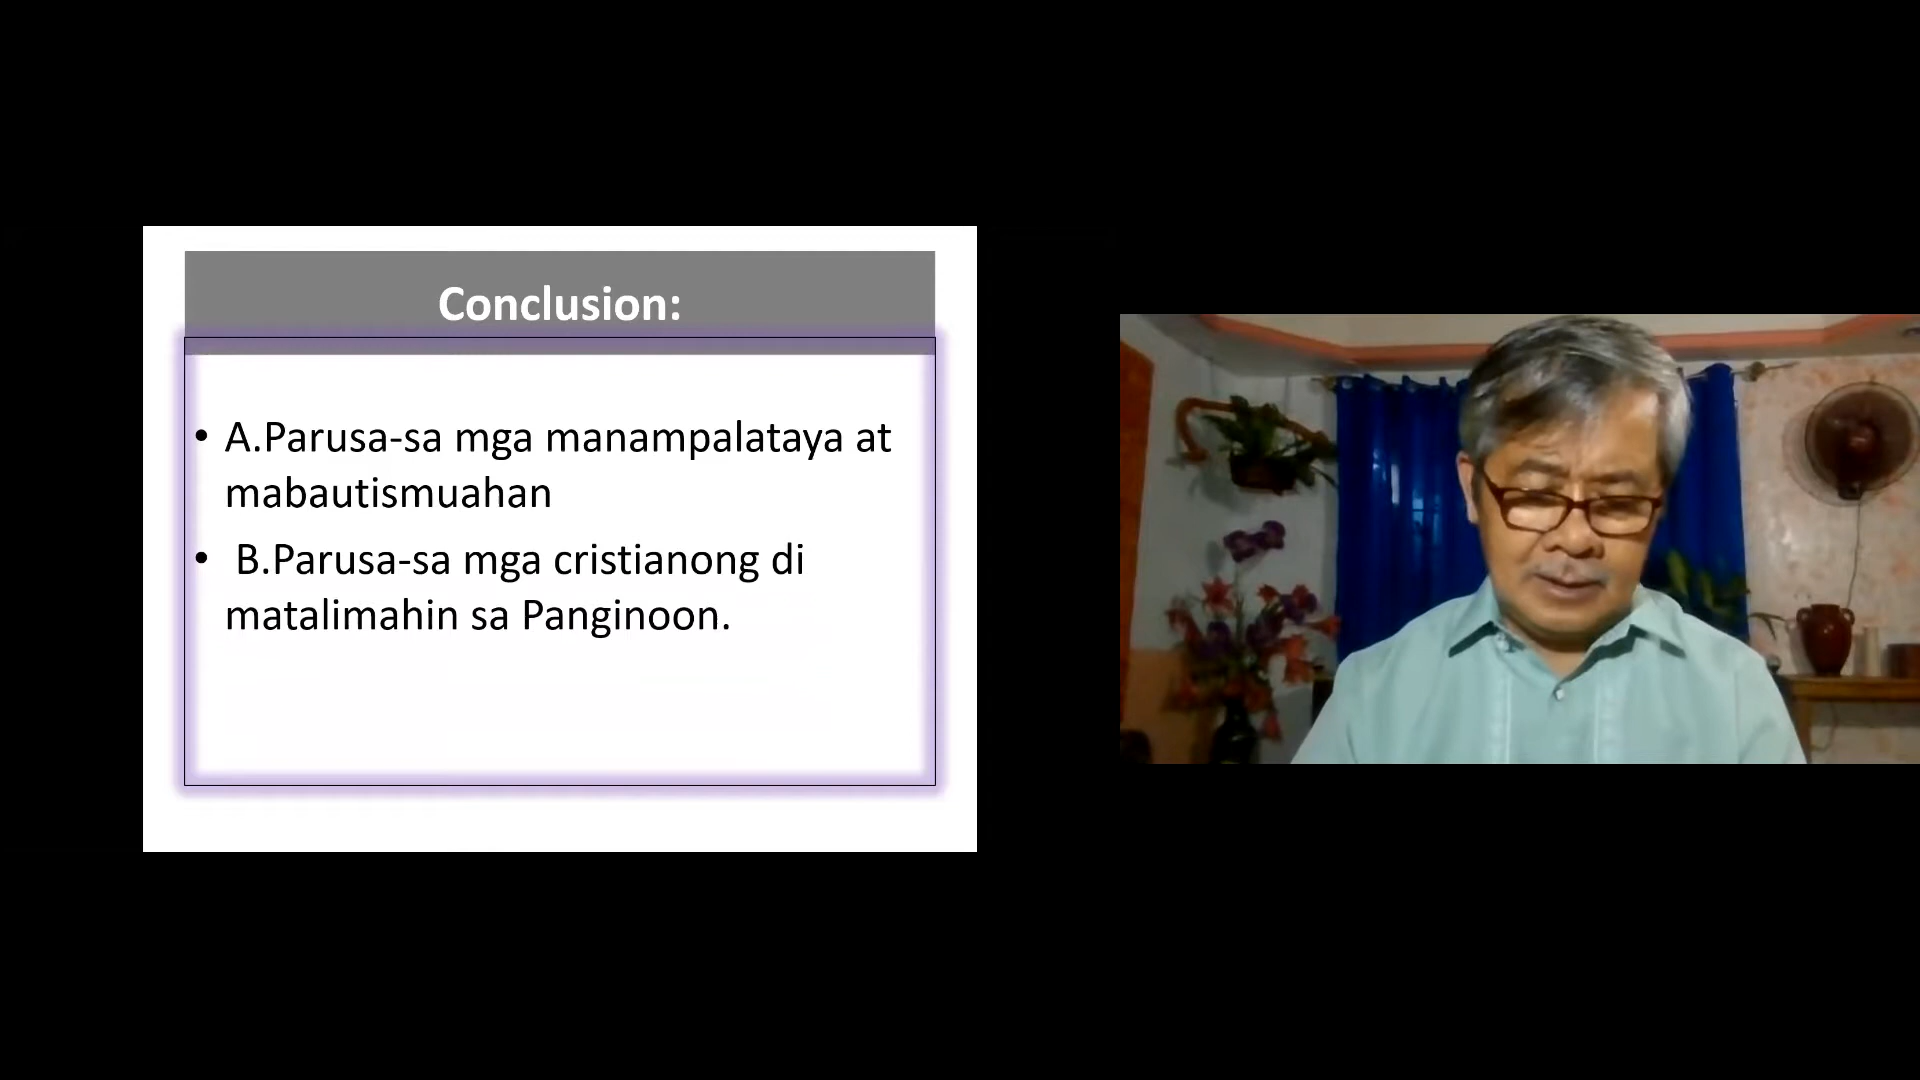 Conclusion:
• A.Parusa-sa mga manampalataya at
mabautismuahan
• B.Parusa-sa mga cristianong di
matalimahin sa Panginoon.